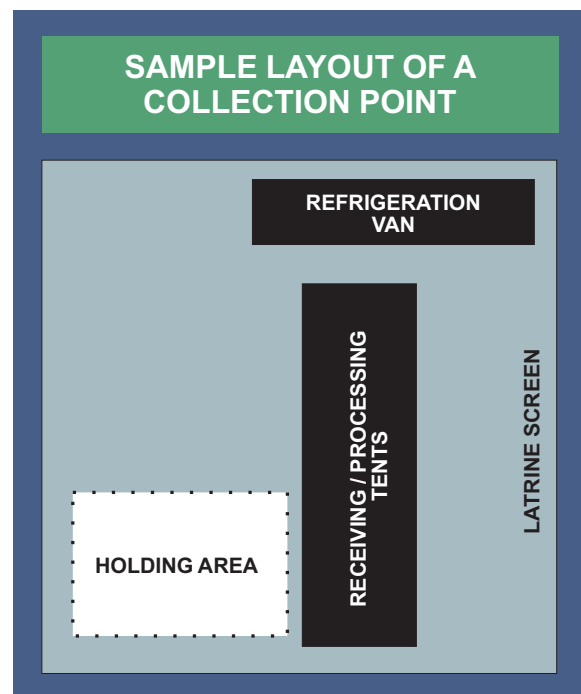 SAMPLE LAYOUT OF A
COLLECTION POINT
REFRIGERATION
VAN
RECEIVING / PROCESSING
TENTS
LATRINE SCREEN
HOLDING AREA